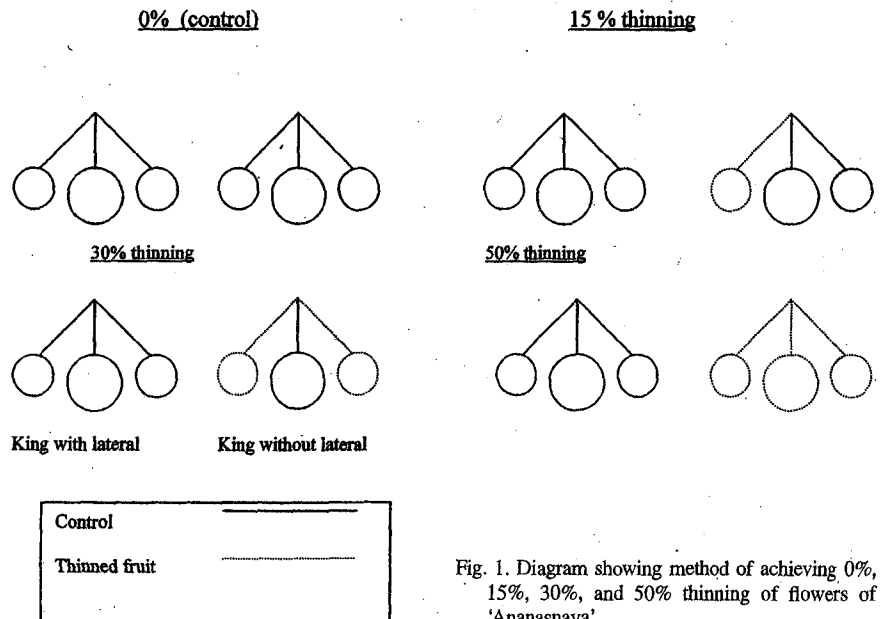 0% (control)
15 % thinning
30% thinning
50% thinning
King with lateral
King without lateral
Control
Thinned fruit
Fig. 1. Diagram showing method of achieving 0%,
15%, 30%, and 50% thinning of flowers of
'Ananasnaya'